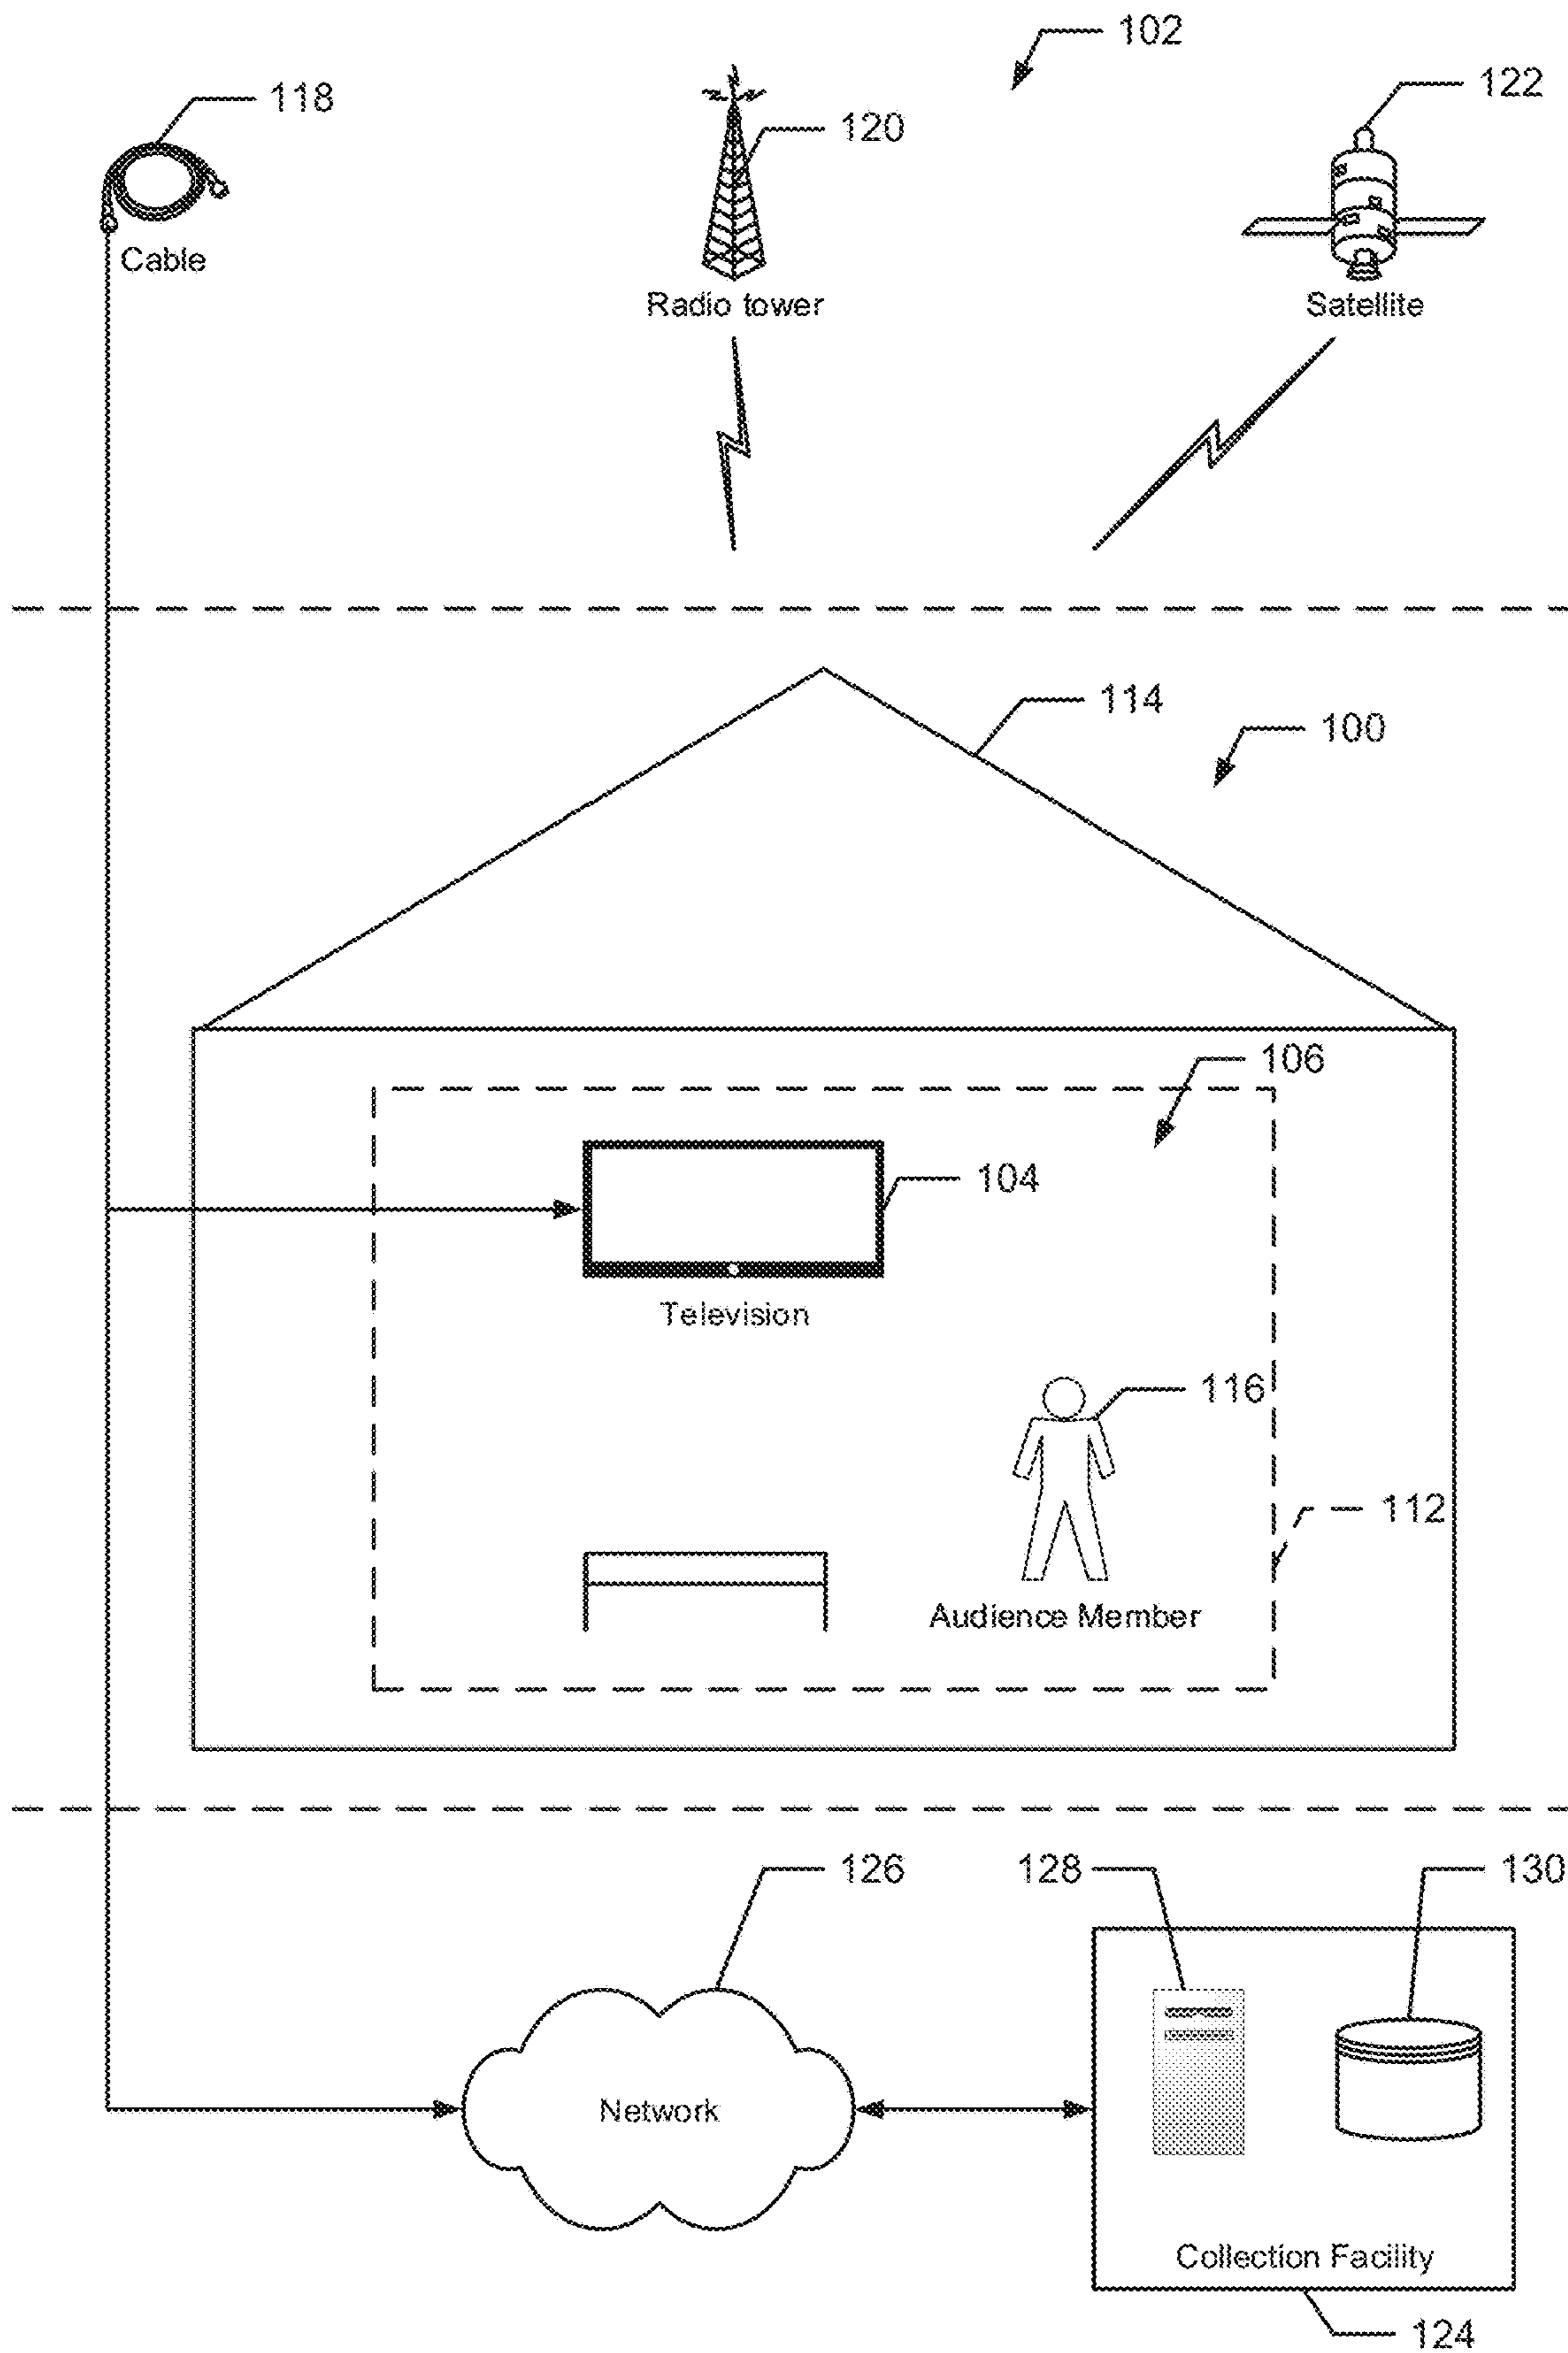 102
118
120
122
Cable
Radio tower
Satellite
114
100
106
104
Television
116
112
Audience Member
126
128
130
Network
Collection Facility
124